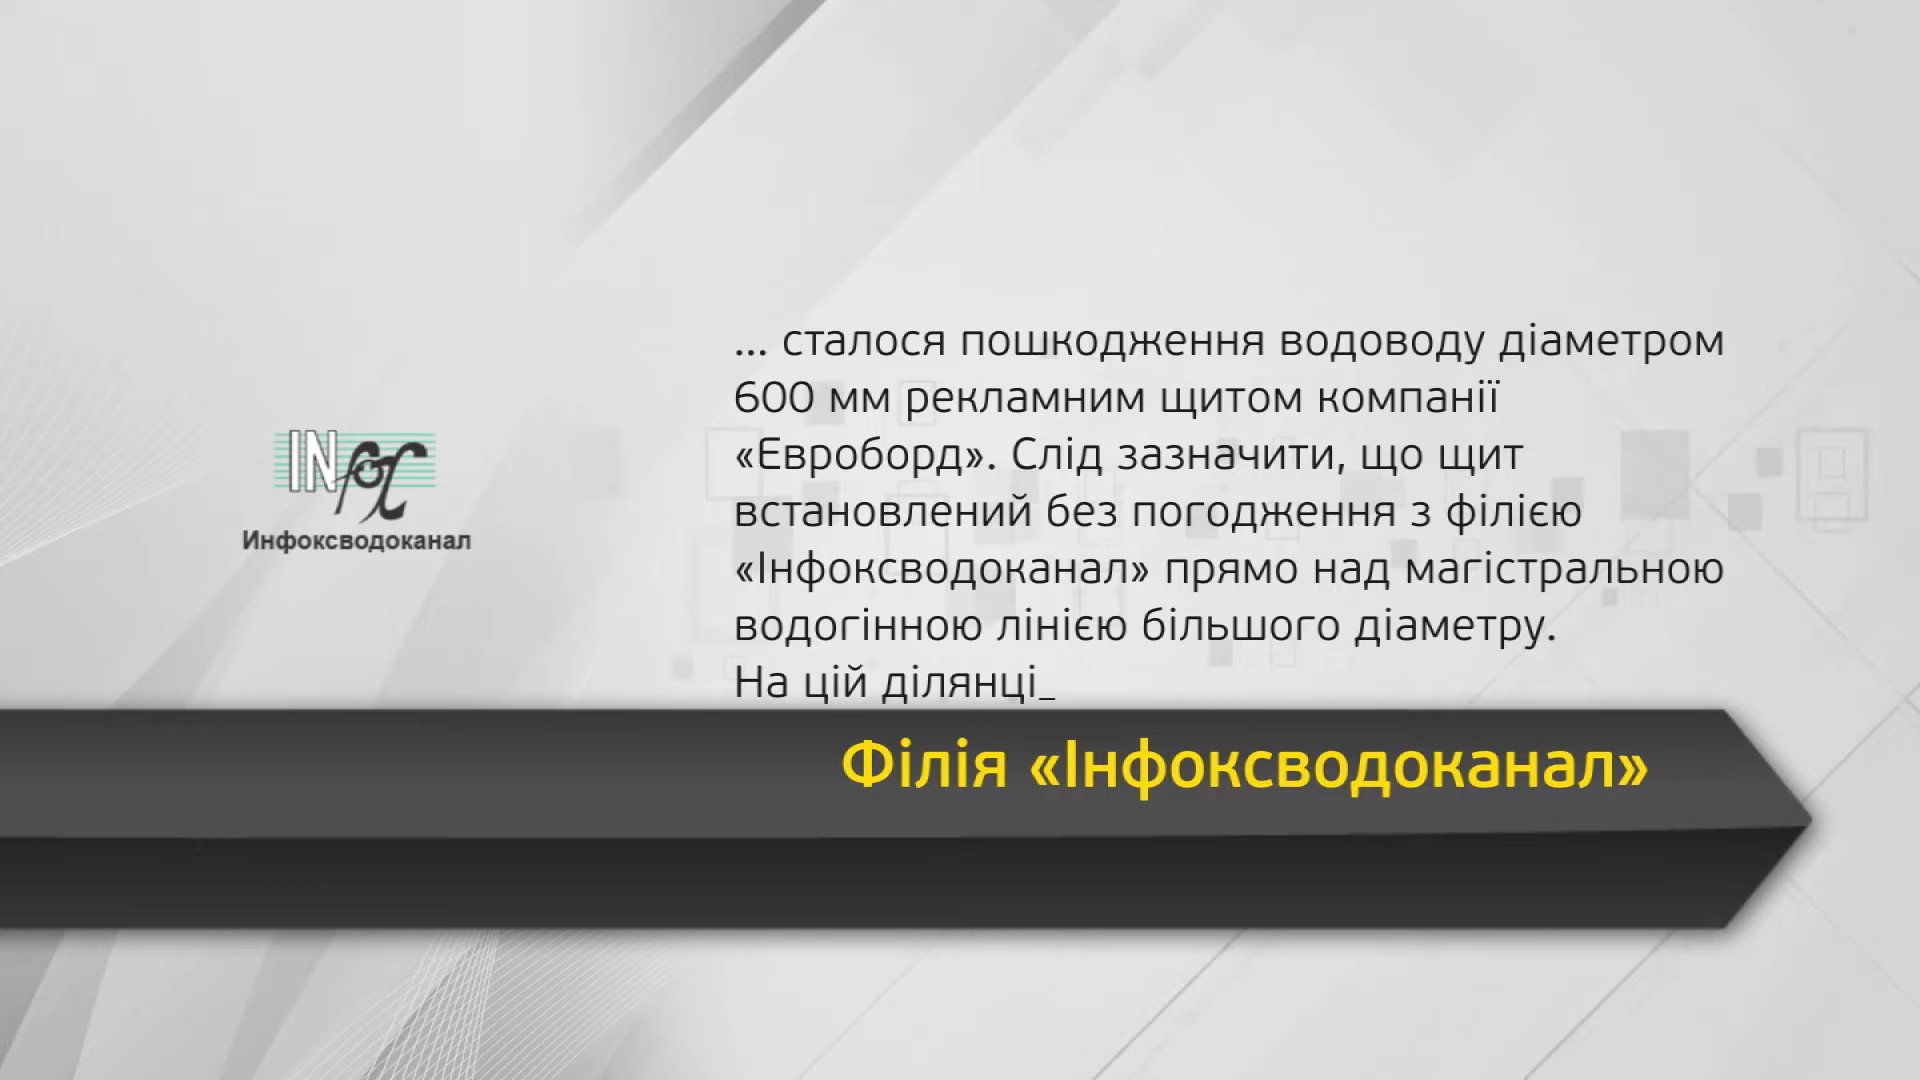 INfox
Инфоксводоканал
... сталося пошкодження водоводу діаметром
600 мм рекламним щитом компанії
«Евроборд». Слід зазначити, що щит
встановлений без погодження з філією
«Інфоксводоканал» прямо над магістральною
водогінною лінією більшого діаметру.
На цій ділянці_
Філія «Інфоксводоканал»